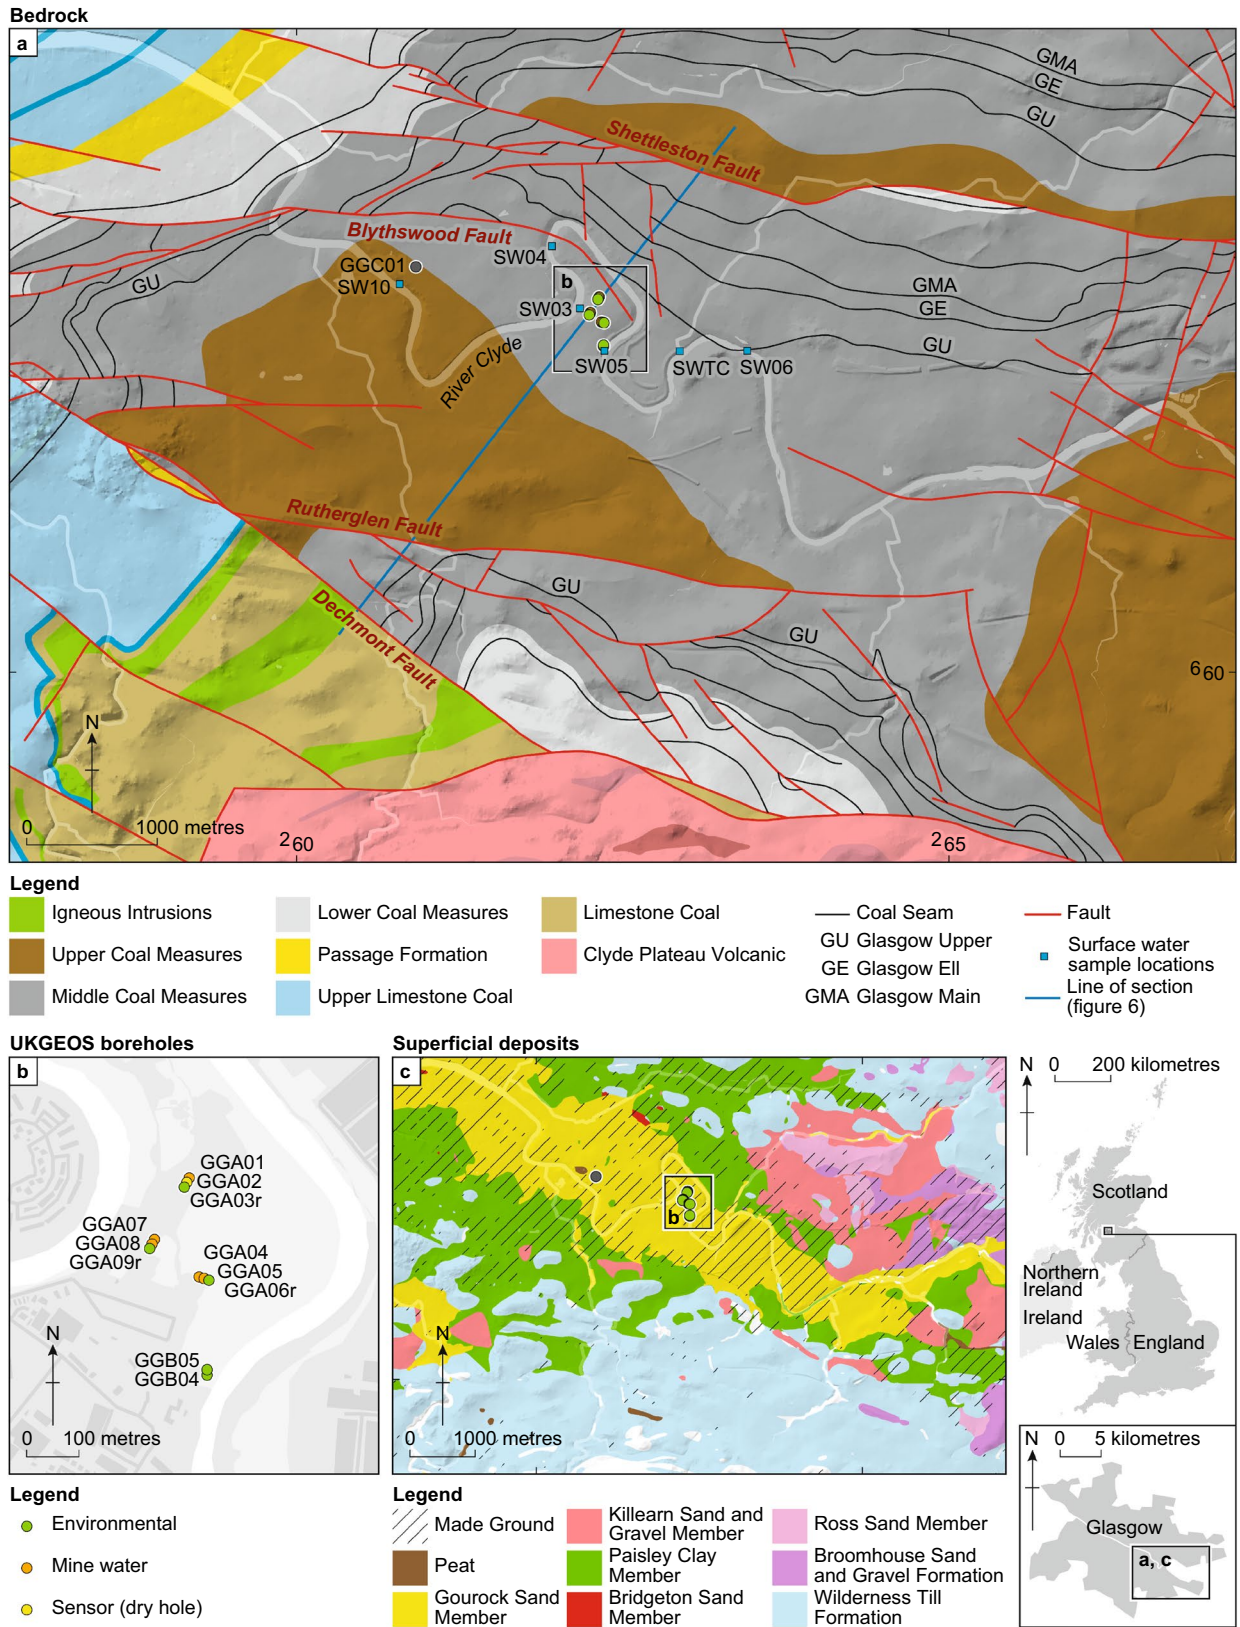 Bedrock
a
GMA
GE
GU
Shettleston Fault
Blythswood Fault
SW04
GGC01
SW10
GU
b
SW03
GMA
GE
GU
River Clyde
SW05
SWTC
SW06
Rutherglen Fault
GU
Dechmont Fault
GU
660
N
0 1000 metres
260
265
Legend
Igneous Intrusions
Upper Coal Measures
Middle Coal Measures
Lower Coal Measures
Passage Formation
Upper Limestone Coal
Limestone Coal
Clyde Plateau Volcanic
Coal Seam
GU Glasgow Upper
GE Glasgow Ell
GMA Glasgow Main
Fault
Surface water
sample locations
Line of section
(figure 6)
UKGEOS boreholes
b
GGA01
GGA02
GGA03r
GGA07
GGA08
GGA09r
GGA04
GGA05
GGA06r
GGB05
GGB04
N
0 100 metres
Legend
Environmental
Mine water
Sensor (dry hole)
Superficial deposits
c
b
N
0 1000 metres
Legend
Made Ground
Peat
Gourock Sand
Member
Killearn Sand and
Gravel Member
Paisley Clay
Member
Bridgeton Sand
Member
Ross Sand Member
Broomhouse Sand
and Gravel Formation
Wilderness Till
Formation
N 0 200 kilometres
Scotland
Northern
Ireland
Ireland
Wales
England
N 0 5 kilometres
Glasgow
a, c